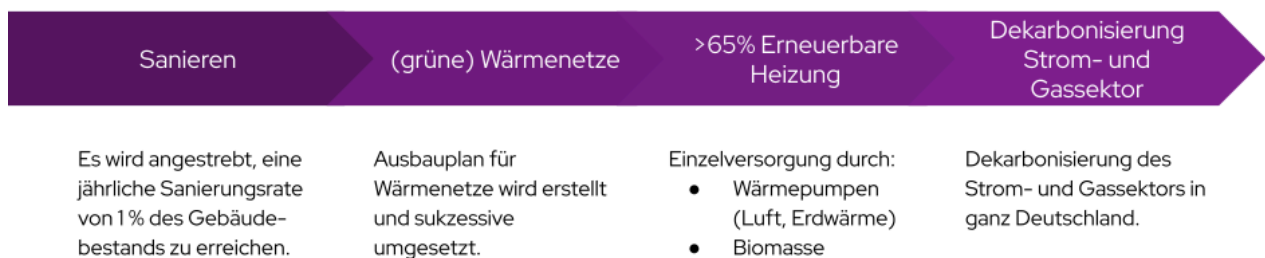 Sanieren
(grüne) Wärmenetze
>65% Erneuerbare
Heizung
Dekarbonisierung
Strom- und
Gassektor
Es wird angestrebt, eine
jährliche Sanierungsrate
von 1 % des Gebäude-
bestands zu erreichen.
Ausbauplan für
Wärmenetze wird erstellt
und sukzessive
umgesetzt.
Einzelversorgung durch:
● Wärmepumpen
(Luft, Erdwärme)
● Biomasse
Dekarbonisierung des
Strom- und Gassektors in
ganz Deutschland.